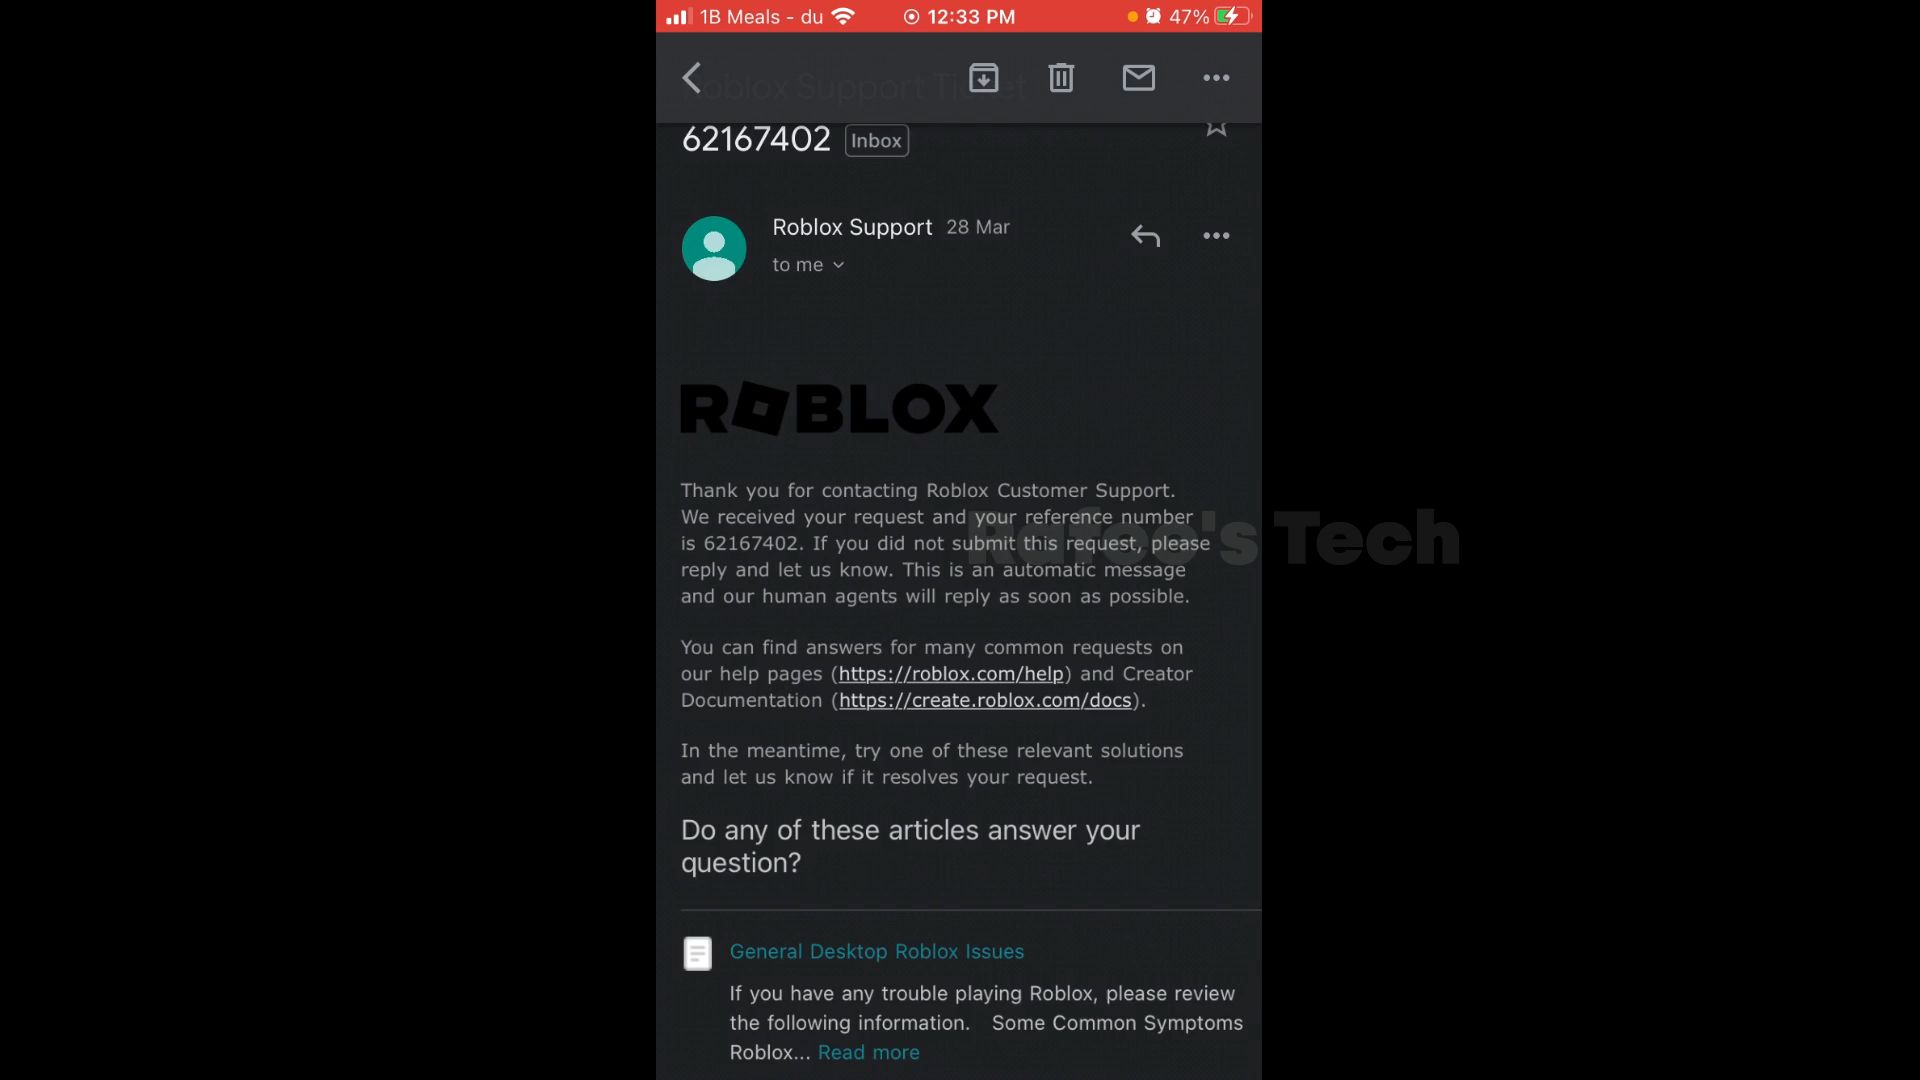 1B Meals - du 12:33 PM 47%
Roblox Support Ticket
62167402 Inbox
Roblox Support 28 Mar
to me
ROBLOX
Thank you for contacting Roblox Customer Support.
We received your request and your reference number
is 62167402. If you did not submit this request, please
reply and let us know. This is an automatic message
and our human agents will reply as soon as possible.
Rafoo's Tech
You can find answers for many common requests on
our help pages (https://roblox.com/help) and Creator
Documentation (https://create.roblox.com/docs).
In the meantime, try one of these relevant solutions
and let us know if it resolves your request.
Do any of these articles answer your
question?
General Desktop Roblox Issues
If you have any trouble playing Roblox, please review
the following information. Some Common Symptoms
Roblox... Read more